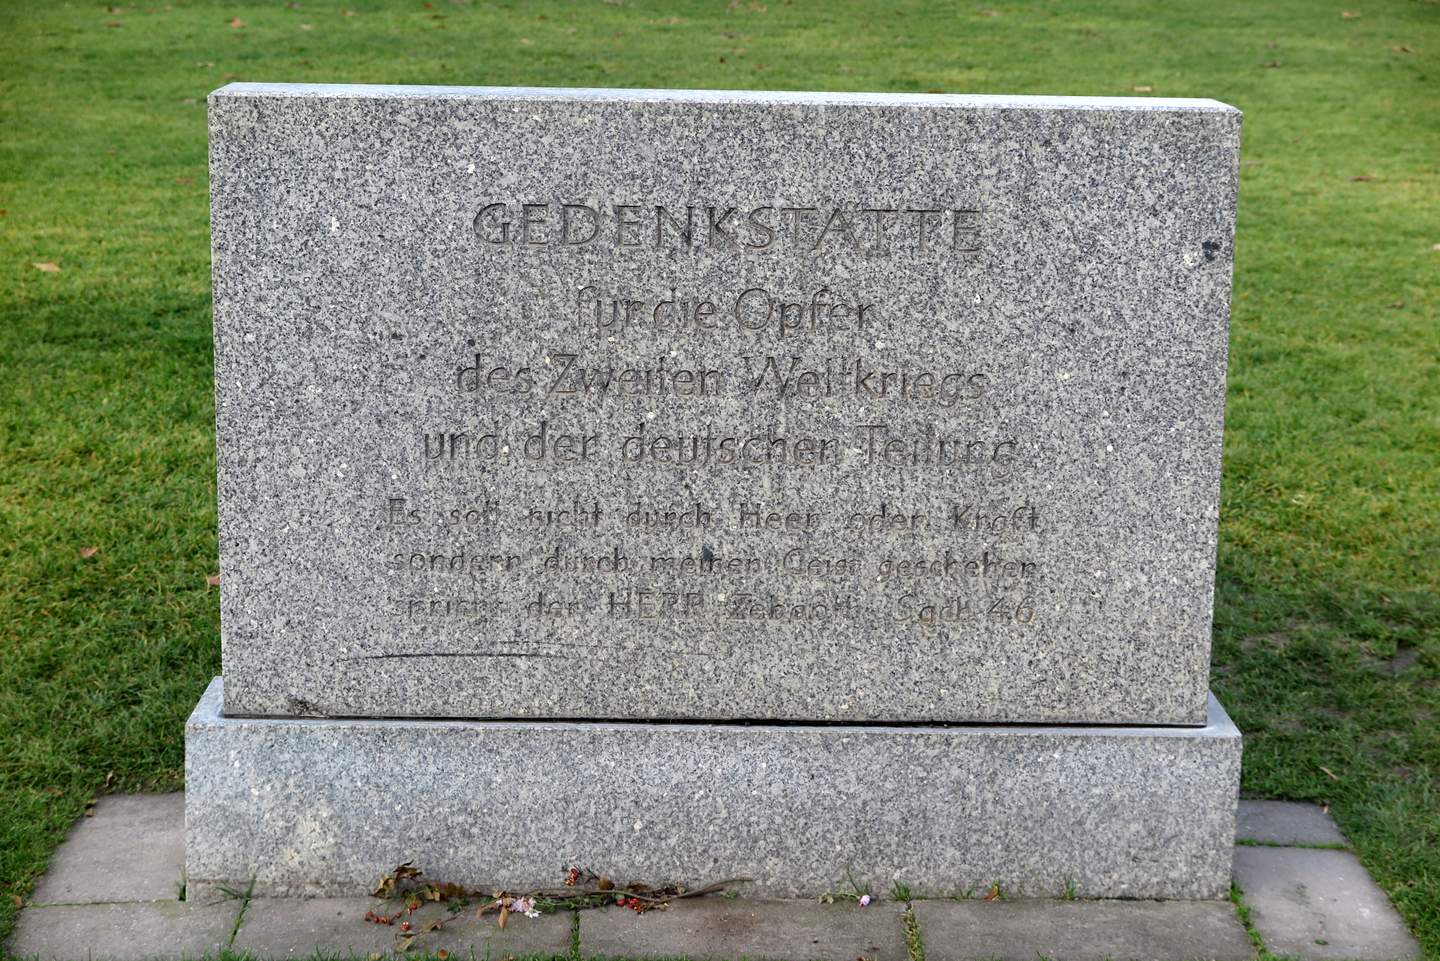 GEDENKSTÄTTE
für die Opfer
des Zweiten Weltkriegs
und der deutschen Teilung
Es soll nicht durch Heer oder Kraft
sondern durch meinen Geist geschehen
spricht der HERR Zebaoth Sach 4,6